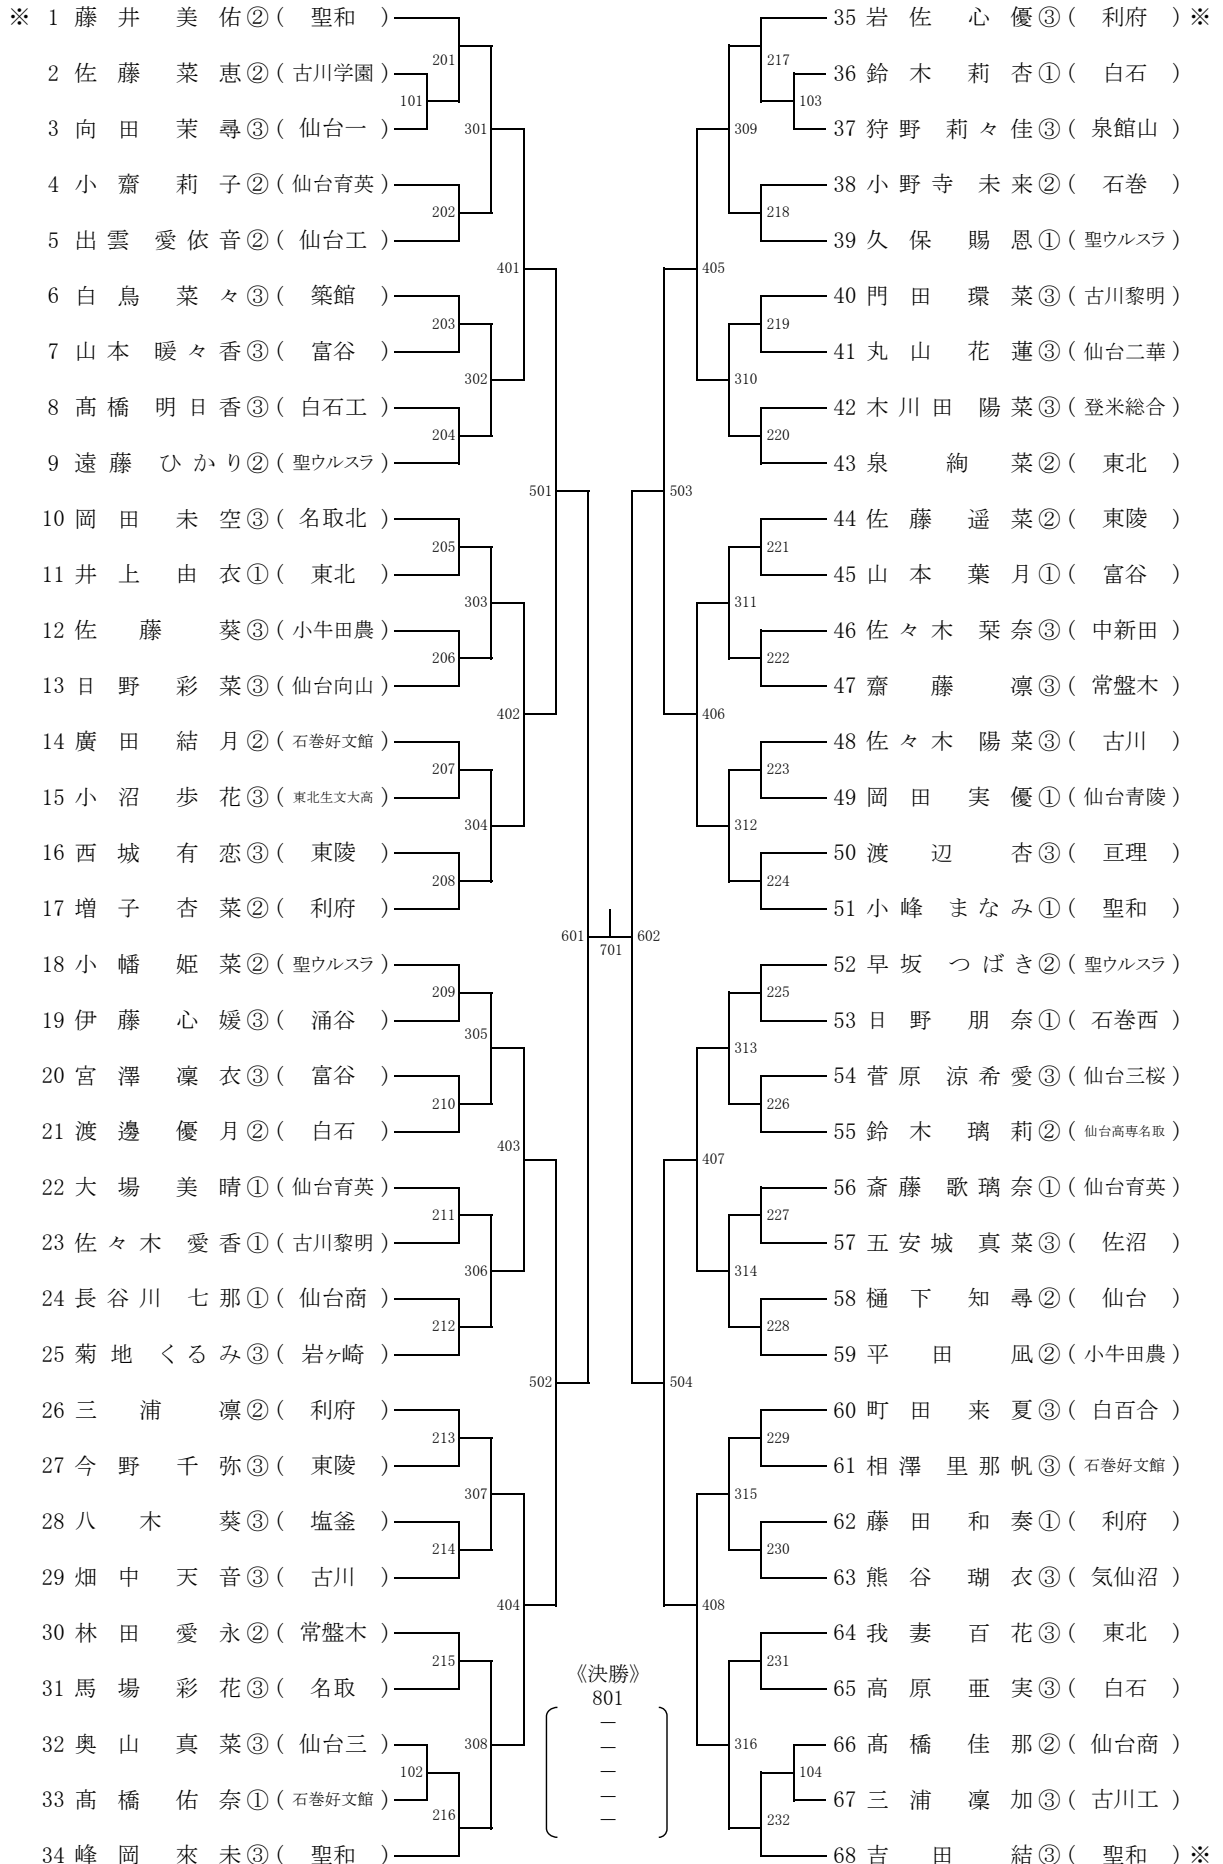 ※ 1 藤井 美佑②(聖和)
201
2 佐藤 菜恵②(古川学園)
101
3 向田 茉尋③(仙台一)
301
4 小齋 莉子②(仙台育英)
202
5 出雲 愛依音②(仙台工)
401
6 白鳥 菜々③(築館)
203
7 山本 暖々香③(富谷)
302
8 髙橋 明日香③(白石工)
204
9 遠藤 ひかり②(聖ウルスラ)
501
10 岡田 未空③(名取北)
205
11 井上 由衣①(東北)
303
12 佐藤 葵③(小牛田農)
206
13 日野 彩菜③(仙台向山)
402
14 廣田 結月②(石巻好文館)
207
15 小沼 歩花③(東北生文大高)
304
16 西城 有恋③(東陵)
208
17 増子 杏菜②(利府)
601
18 小幡 姫菜②(聖ウルスラ)
209
19 伊藤 心媛③(涌谷)
305
20 宮澤 凜衣③(富谷)
210
21 渡邊 優月②(白石)
403
22 大場 美晴①(仙台育英)
211
23 佐々木 愛香①(古川黎明)
306
24 長谷川 七那①(仙台商)
212
25 菊地 くるみ③(岩ヶ崎)
502
26 三浦 凛②(利府)
213
27 今野 千弥③(東陵)
307
28 八木 葵③(塩釜)
214
29 畑中 天音③(古川)
404
30 林田 愛永②(常盤木)
215
31 馬場 彩花③(名取)
32 奥山 真菜③(仙台三)
308
102
33 髙橋 佑奈①(石巻好文館)
216
34 峰岡 來未③(聖和)
701
《決勝》
801
―
―
―
―
―
35 岩佐 心優③(利府)※
217
36 鈴木 莉杏①(白石)
103
37 狩野 莉々佳③(泉館山)
309
38 小野寺 未来②(石巻)
218
39 久保 賜恩①(聖ウルスラ)
405
40 門田 環菜③(古川黎明)
219
41 丸山 花蓮③(仙台二華)
310
42 木川田 陽菜③(登米総合)
220
43 泉 絢菜②(東北)
503
44 佐藤 遥菜②(東陵)
221
45 山本 葉月①(富谷)
311
46 佐々木 栞奈③(中新田)
222
47 齋藤 凛③(常盤木)
406
48 佐々木 陽菜③(古川)
223
49 岡田 実優①(仙台青陵)
312
50 渡辺 杏③(亘理)
224
51 小峰 まなみ①(聖和)
602
52 早坂 つばき②(聖ウルスラ)
225
53 日野 朋奈①(石巻西)
313
54 菅原 涼希愛③(仙台三桜)
226
55 鈴木 璃莉②(仙台高専名取)
407
56 斎藤 歌璃奈①(仙台育英)
227
57 五安城 真菜③(佐沼)
314
58 樋下 知尋②(仙台)
228
59 平田 凪②(小牛田農)
504
60 町田 来夏③(白百合)
229
61 相澤 里那帆③(石巻好文館)
315
62 藤田 和奏①(利府)
230
63 熊谷 瑚衣③(気仙沼)
408
64 我妻 百花③(東北)
231
65 高原 亜実③(白石)
316
66 髙橋 佳那②(仙台商)
104
67 三浦 凜加③(古川工)
232
68 吉田 結③(聖和)※